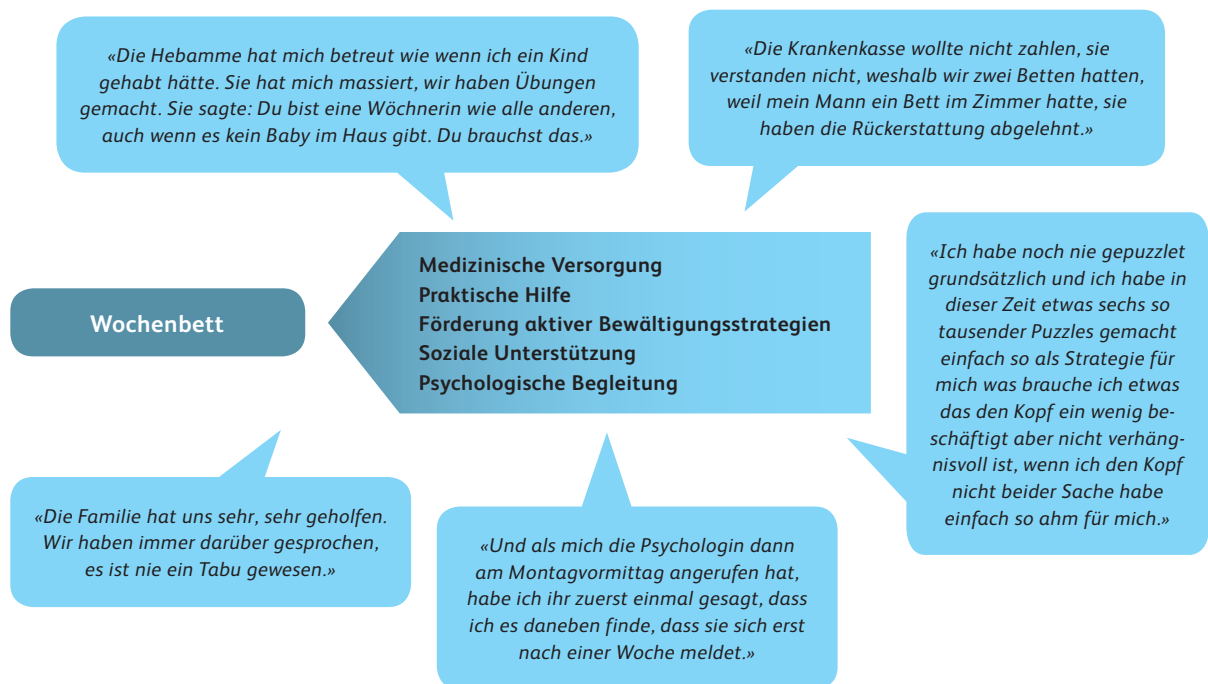 «Die Hebamme hat mich betreut wie wenn ich ein Kind
gehabt hätte. Sie hat mich massiert, wir haben Übungen
gemacht. Sie sagte: Du bist eine Wöchnerin wie alle anderen,
auch wenn es kein Baby im Haus gibt. Du brauchst das.»
«Die Krankenkasse wollte nicht zahlen, sie
verstanden nicht, weshalb wir zwei Betten hatten,
weil mein Mann ein Bett im Zimmer hatte, sie
haben die Rückerstattung abgelehnt.»
Wochenbett
Medizinische Versorgung
Praktische Hilfe
Förderung aktiver Bewältigungsstrategien
Soziale Unterstützung
Psychologische Begleitung
«Ich habe noch nie gepuzzlet
grundsätzlich und ich habe in
dieser Zeit etwas sechs so
tausender Puzzles gemacht
einfach so als Strategie für
mich was brauche ich etwas
das den Kopf ein wenig be-
schäftigt aber nicht verhäng-
nisvoll ist, wenn ich den Kopf
nicht beider Sache habe
einfach so ahm für mich.»
«Die Familie hat uns sehr, sehr geholfen.
Wir haben immer darüber gesprochen,
es ist nie ein Tabu gewesen.»
«Und als mich die Psychologin dann
am Montagvormittag angerufen hat,
habe ich ihr zuerst einmal gesagt, dass
ich es daneben finde, dass sie sich erst
nach einer Woche meldet.»